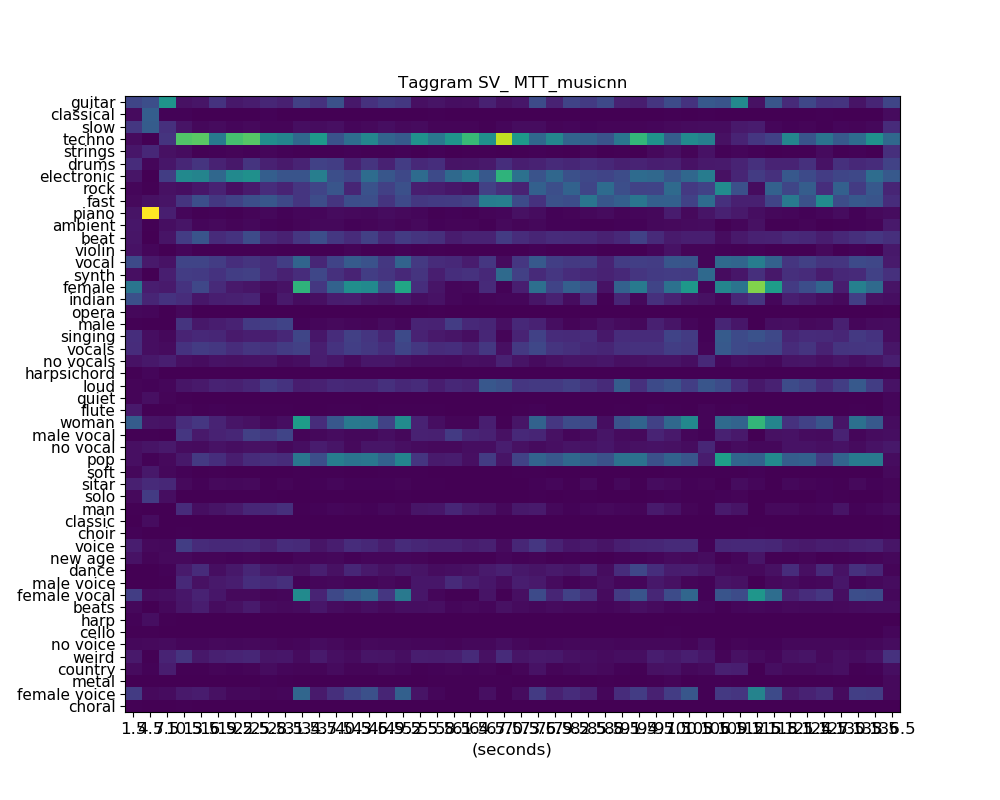 Taggram SV_ MTT_musicnn
guitar
classical
slow
techno
strings
drums
electronic
rock
fast
piano
ambient
beat
violin
vocal
synth
female
indian
opera
male
singing
vocals
no vocals
harpsichord
loud
quiet
flute
woman
male vocal
no vocal
pop
soft
sitar
solo
man
classic
choir
voice
new age
dance
male voice
female vocal
beats
harp
cello
no voice
weird
country
metal
female voice
choral
(seconds)